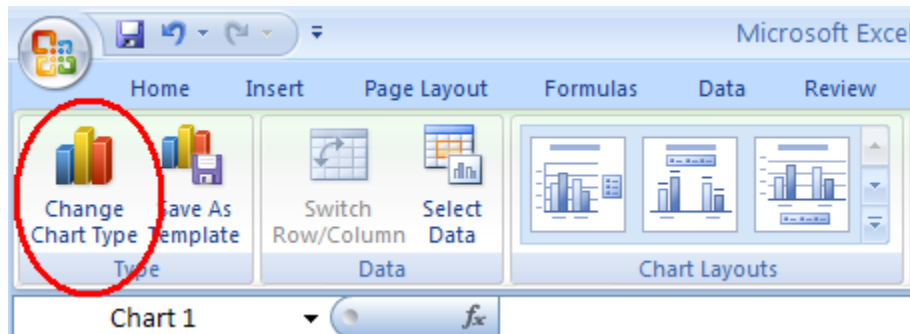 Microsoft Exce
Home Insert Page Layout Formulas Data Review
Change Chart Type
Save As Template
Switch Row/Column
Select Data
Type Data Chart Layouts
Chart 1 fx